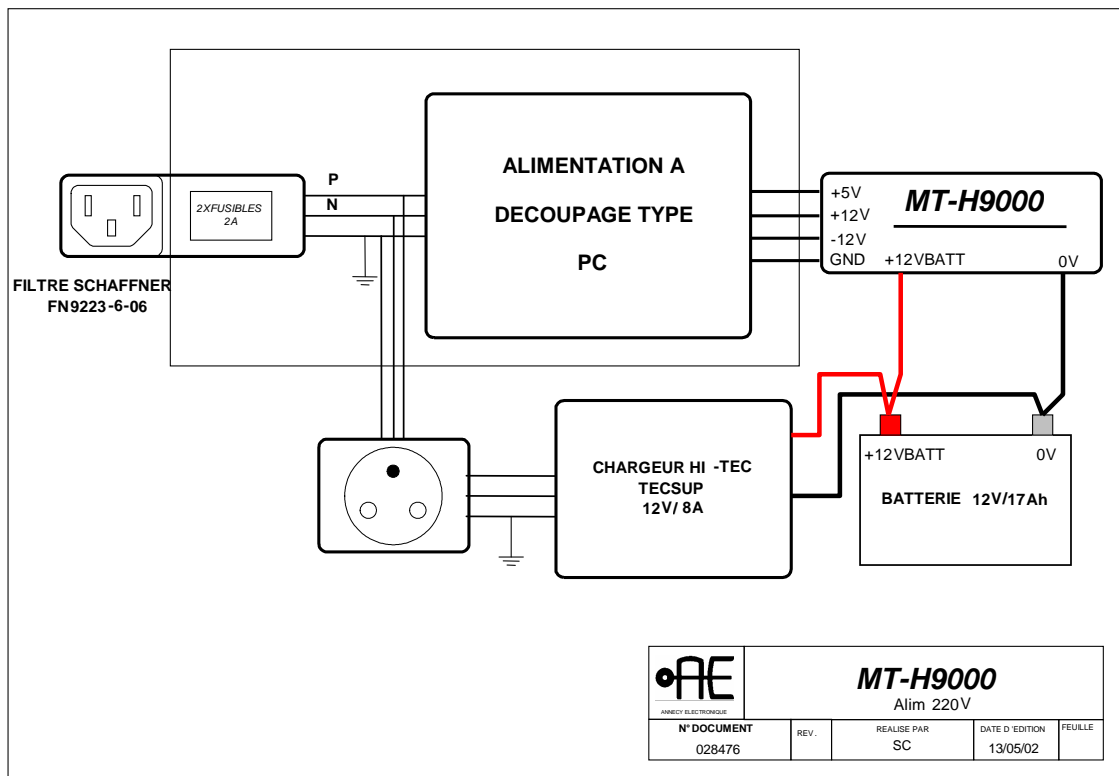 P
N
2XFUSIBLES
2A
FILTRE SCHAFFNER
FN9223-6-06
ALIMENTATION A
DECOUPAGE TYPE
PC
+5V
+12V
-12V
GND
MT-H9000
+12VBATT
0V
CHARGEUR HI -TEC
TECSUP
12V/ 8A
+12VBATT
0V
BATTERIE 12V/17Ah
AE
ANNECY ELECTRONIQUE
MT-H9000
Alim 220V
N° DOCUMENT
028476
REV.
REALISE PAR
SC
DATE D 'EDITION
13/05/02
FEUILLE